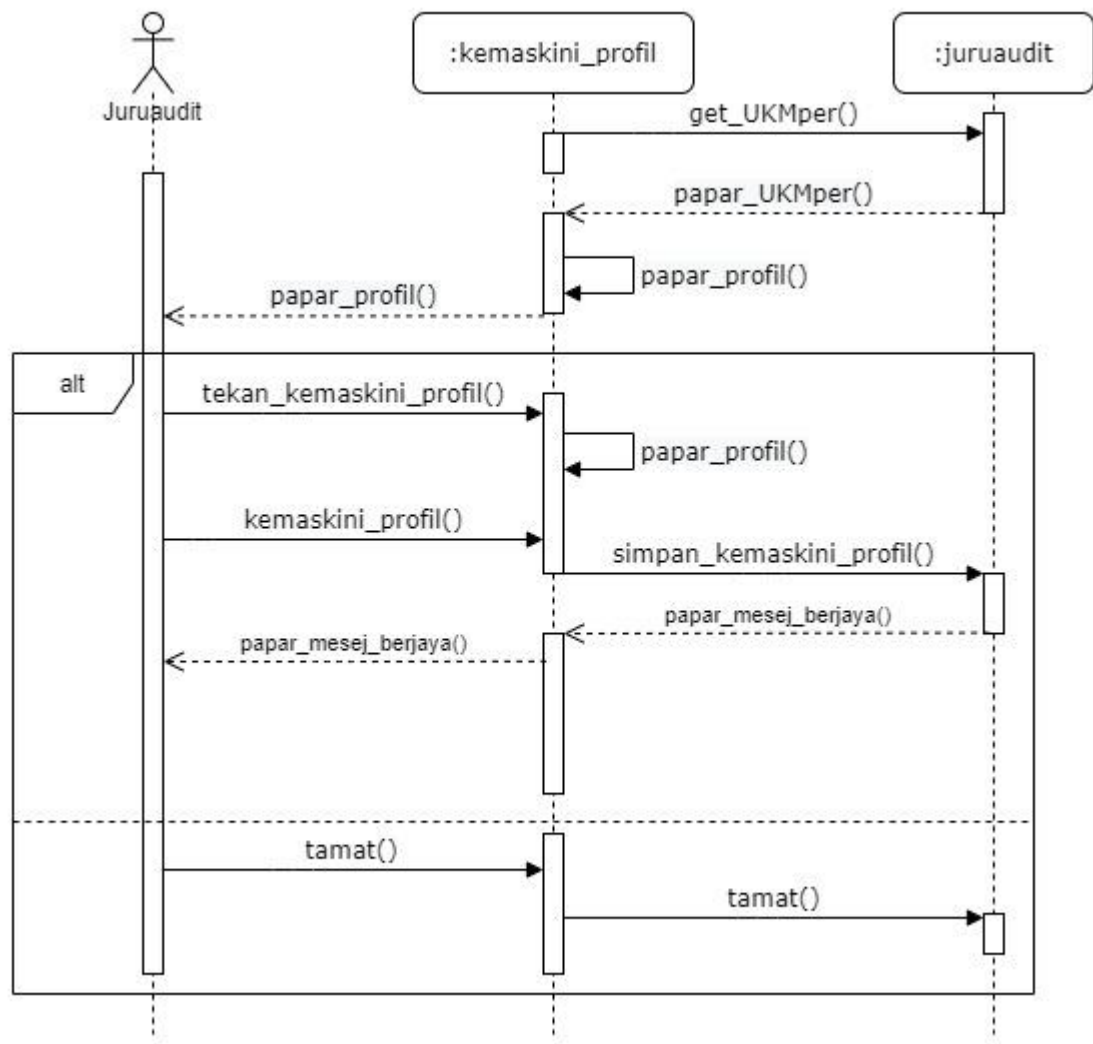 :kemaskini_profil
:juruaudit
Juruaudit
get_UKMper()
papar_UKMper()
papar_profil()
papar_profil()
alt
tekan_kemaskini_profil()
papar_profil()
kemaskini_profil()
simpan_kemaskini_profil()
papar_mesej_berjaya()
papar_mesej_berjaya()
tamat()
tamat()